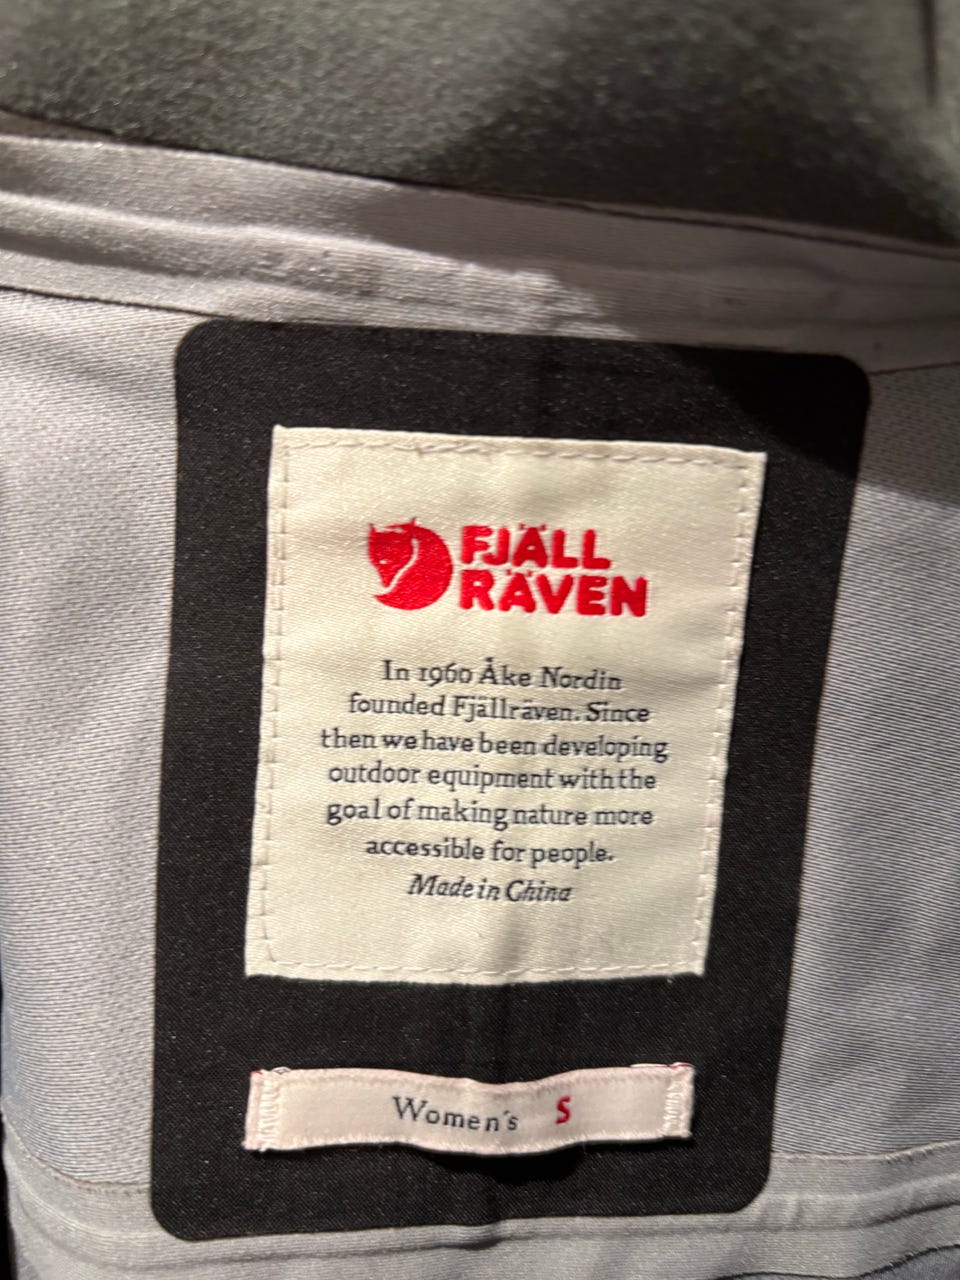 FJÄLL
RÄVEN
In 1960 Åke Nordin
founded Fjällräven. Since
then we have been developing
outdoor equipment with the
goal of making nature more
accessible for people.
Made in China
Women's S